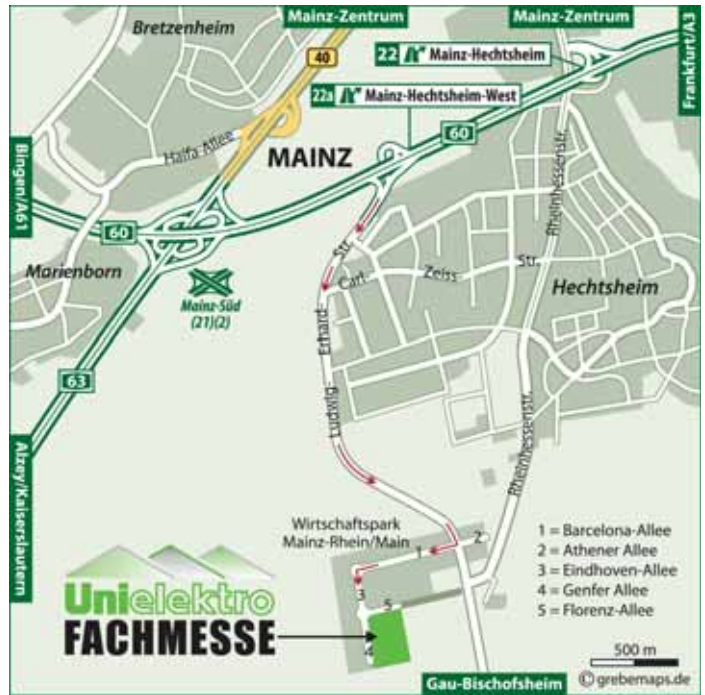 Mainz-Zentrum
Mainz-Zentrum
Frankfurt/A3
Bretzenheim
40
22 Mainz-Hechtsheim
22a Mainz-Hechtsheim-West
60
Haifa Allee
MAINZ
Bingen/A61
60
Marienborn
Mainz-Süd
(21)(2)
63
Alzey/Kaiserslautern
Rheinhessenstr.
Carl- Zeiss Str.
Hechtsheim
Ludwig- Erhard- Str.
Rheinhessenstr.
Wirtschaftspark
Mainz-Rhein/Main
1
2
3
5
4
1 = Barcelona-Allee
2 = Athener Allee
3 = Eindhoven-Allee
4 = Genfer Allee
5 = Florenz-Allee
Unielektro
FACHMESSE
500 m
© grebemaps.de
Gau-Bischofsheim